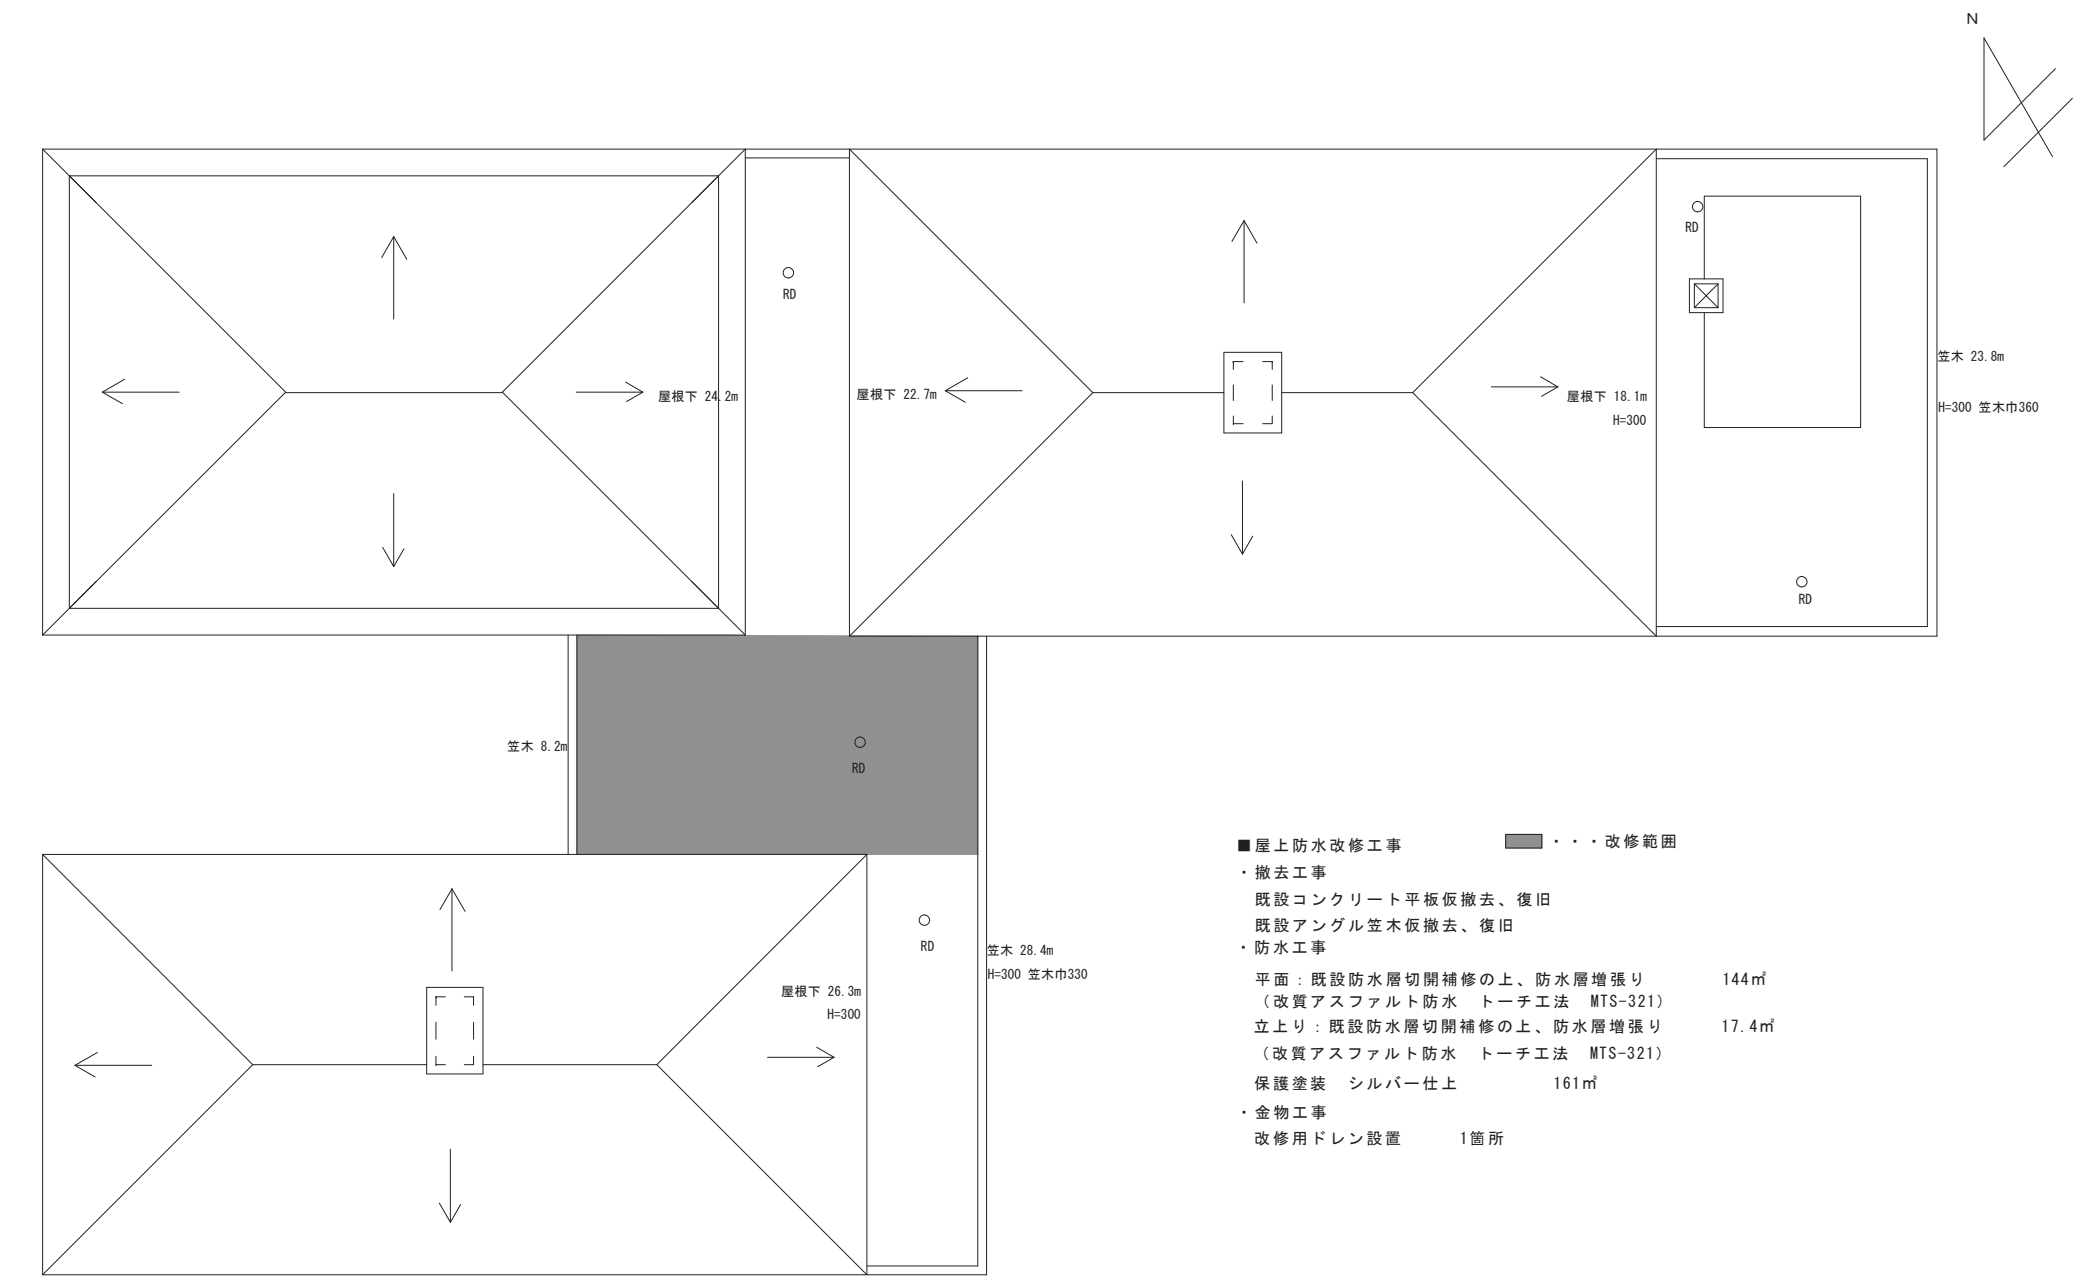 N
RD
RD
笠木 23.8m
屋根下 24.2m
屋根下 22.7m
屋根下 18.1m
H=300
H=300 笠木巾360
RD
笠木 8.2m
RD
RD
笠木 28.4m
H=300 笠木巾330
屋根下 26.3m
H=300
■屋上防水改修工事
・・・改修範囲
・撤去工事
既設コンクリート平板仮撤去、復旧
既設アングル笠木仮撤去、復旧
・防水工事
平面：既設防水層切開補修の上、防水層増張り 144㎡
（改質アスファルト防水 トーチ工法 MTS-321）
立上り：既設防水層切開補修の上、防水層増張り 17.4㎡
（改質アスファルト防水 トーチ工法 MTS-321）
保護塗装 シルバー仕上 161㎡
・金物工事
改修用ドレン設置 1箇所